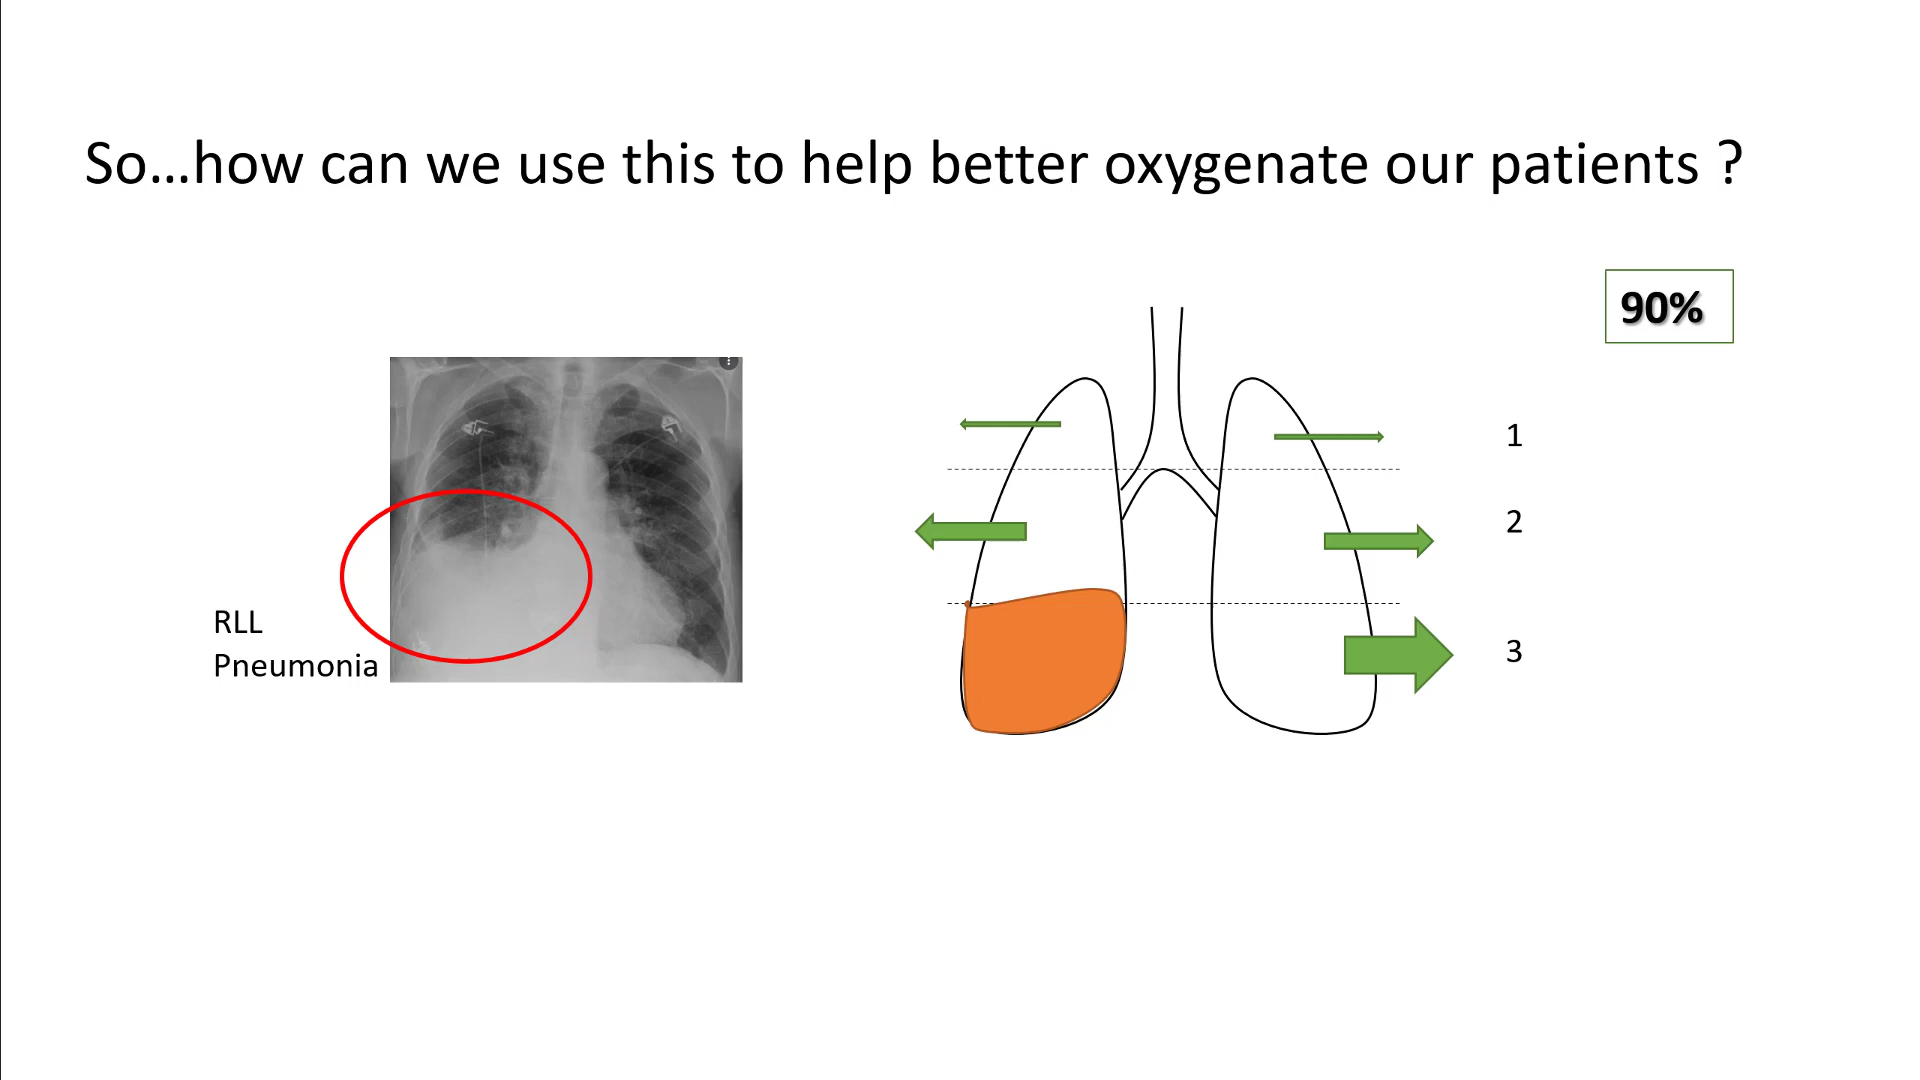 So…how can we use this to help better oxygenate our patients ?
90%
1
2
3
RLL
Pneumonia